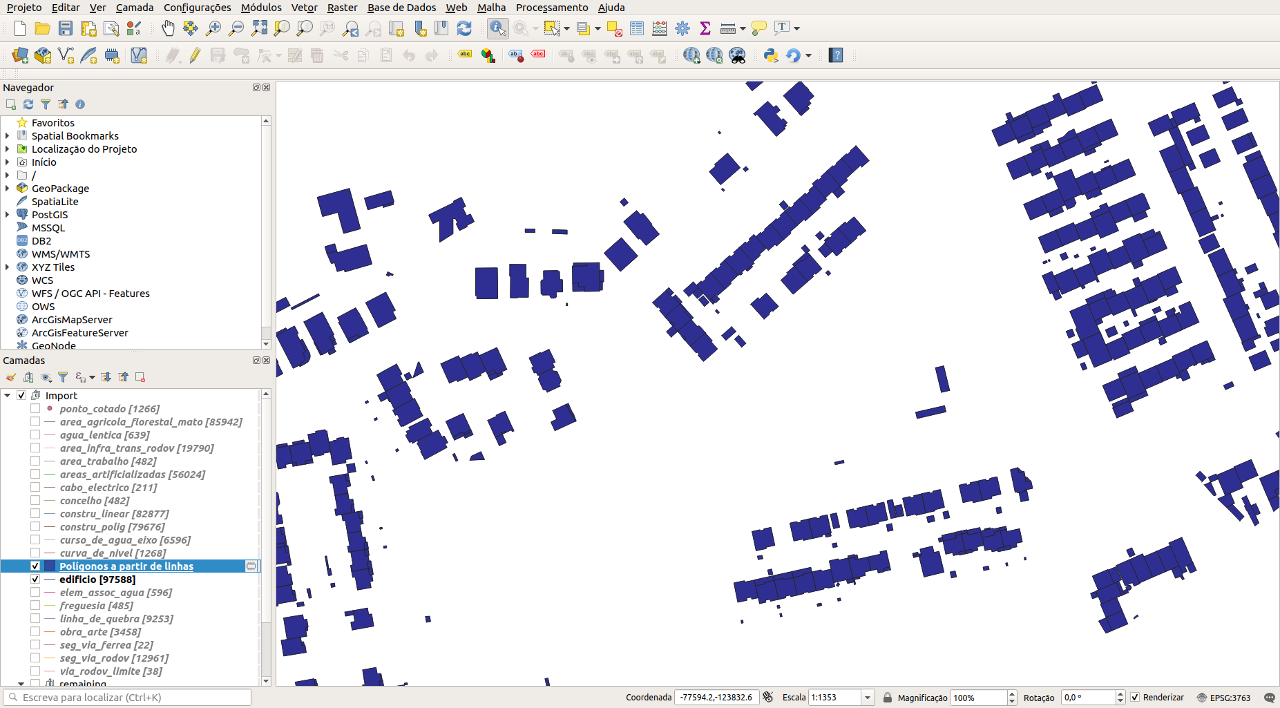 Projeto Editar Ver Camada Configurações Módulos Vetor Raster Base de Dados Web Malha Processamento Ajuda
Navegador
Favoritos
Spatial Bookmarks
Localização do Projeto
Início
/
GeoPackage
SpatiaLite
PostGIS
MSSQL
DB2
WMS/WMTS
XYZ Tiles
WCS
WFS / OGC API - Features
OWS
ArcGisMapServer
ArcGisFeatureServer
GeoNode
Camadas
Import
ponto_cotado [1266]
area_agricola_florestal_mato [85942]
agua_lentica [639]
area_infra_trans_rodov [19790]
area_trabalho [482]
areas_artificializadas [56024]
cabo_electrico [211]
concelho [482]
constru_linear [82877]
constru_polig [79676]
curso_de_agua_eixo [6596]
curva_de_nivel [1268]
Polígonos a partir de linhas
edificio [97588]
elem_assoc_agua [596]
freguesia [485]
linha_de_quebra [9253]
obra_arte [3458]
seg_via_ferrea [22]
seg_via_rodov [12961]
via_rodov_limite [38]
remaining
Escreva para localizar (Ctrl+K)
Coordenada -77594.2,-123832.6 Escala 1:1353 Magnificação 100% Rotação 0,0 ° Renderizar EPSG:3763